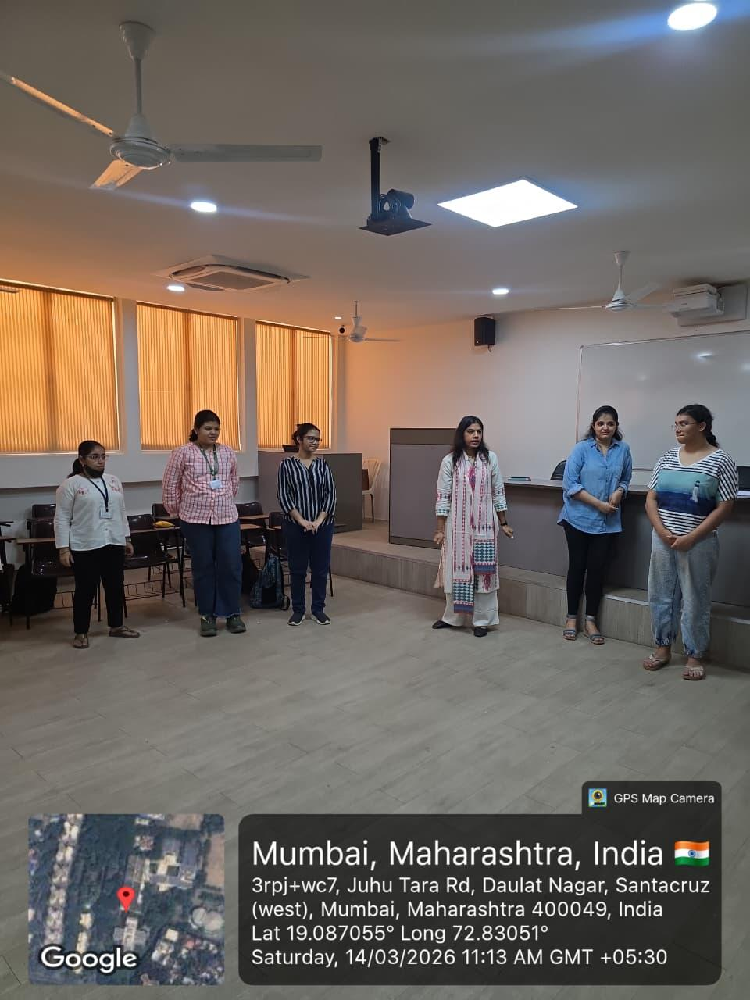 GPS Map Camera
Mumbai, Maharashtra, India 🇮🇳
3rpj+wc7, Juhu Tara Rd, Daulat Nagar, Santacruz
(west), Mumbai, Maharashtra 400049, India
Lat 19.087055° Long 72.83051°
Saturday, 14/03/2026 11:13 AM GMT +05:30
Google